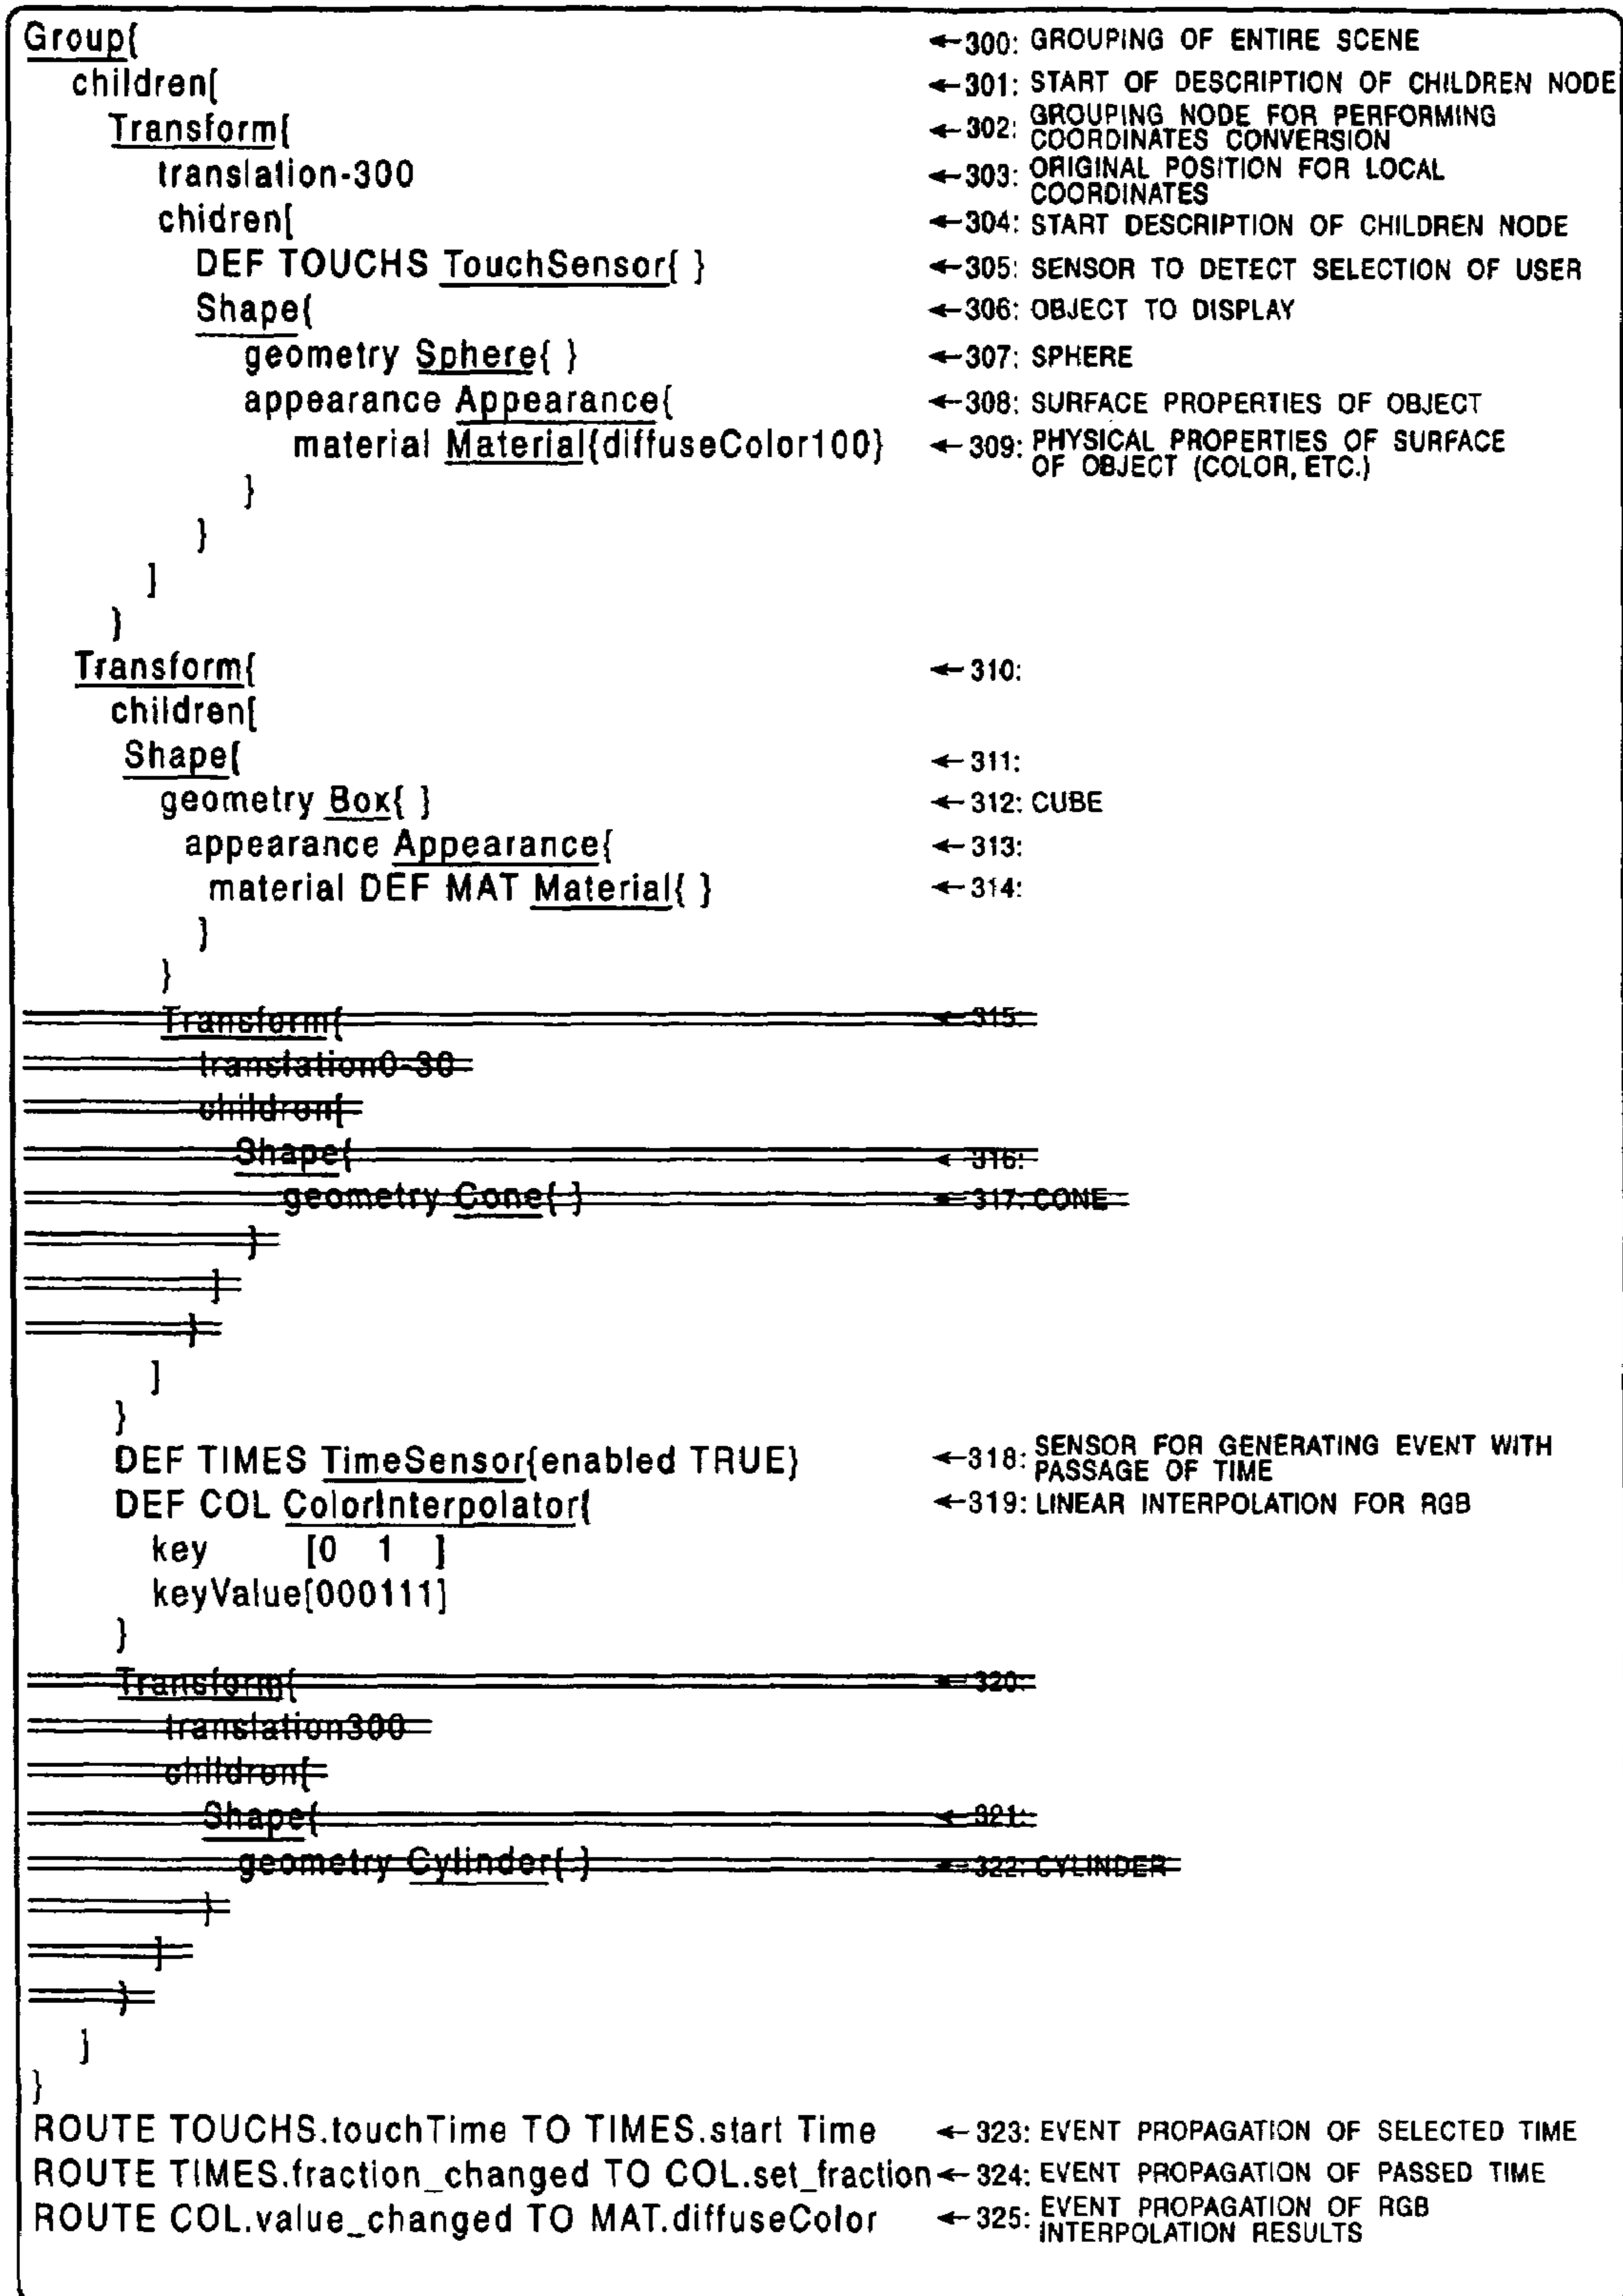 Group{ ←300: GROUPING OF ENTIRE SCENE
children[ ←301: START OF DESCRIPTION OF CHILDREN NODE
Transform{ ←302: GROUPING NODE FOR PERFORMING
COORDINATES CONVERSION
translation-300 ←303: ORIGINAL POSITION FOR LOCAL
COORDINATES
chidren[ ←304: START DESCRIPTION OF CHILDREN NODE
DEF TOUCHS TouchSensor{ } ←305: SENSOR TO DETECT SELECTION OF USER
Shape{ ←306: OBJECT TO DISPLAY
geometry Sphere{ } ←307: SPHERE
appearance Appearance{ ←308: SURFACE PROPERTIES OF OBJECT
material Material{diffuseColor100} ←309: PHYSICAL PROPERTIES OF SURFACE
OF OBJECT (COLOR, ETC.)
}
}
]
}
Transform{ ←310:
children[
Shape{ ←311:
geometry Box{ } ←312: CUBE
appearance Appearance{ ←313:
material DEF MAT Material{ } ←314:
}
}
Transform{ ←315:
translation0-30
children[
Shape{ ←316:
geometry Cone{ } ←317: CONE
}
]
}
]
}
DEF TIMES TimeSensor{enabled TRUE} ←318: SENSOR FOR GENERATING EVENT WITH
PASSAGE OF TIME
DEF COL ColorInterpolator{ ←319: LINEAR INTERPOLATION FOR RGB
key [0 1 ]
keyValue[000111]
}
Transform{ ←320:
translation300
children[
Shape{ ←321:
geometry Cylinder{ } ←322: CYLINDER
}
]
}
]
}
ROUTE TOUCHS.touchTime TO TIMES.start Time ←323: EVENT PROPAGATION OF SELECTED TIME
ROUTE TIMES.fraction_changed TO COL.set_fraction ←324: EVENT PROPAGATION OF PASSED TIME
ROUTE COL.value_changed TO MAT.diffuseColor ←325: EVENT PROPAGATION OF RGB
INTERPOLATION RESULTS